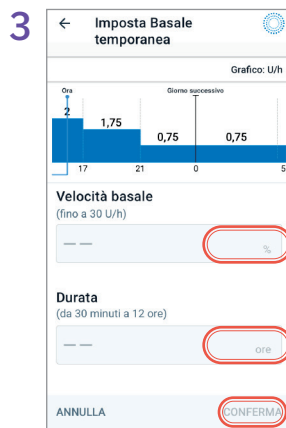 3
Imposta Basale
temporanea
Grafico: U/h
Ora
Giorno successivo
2
1,75
0,75
0,75
17
21
0
5
Velocità basale
(fino a 30 U/h)
— —
%
Durata
(da 30 minuti a 12 ore)
— —
ore
ANNULLA
CONFERMA